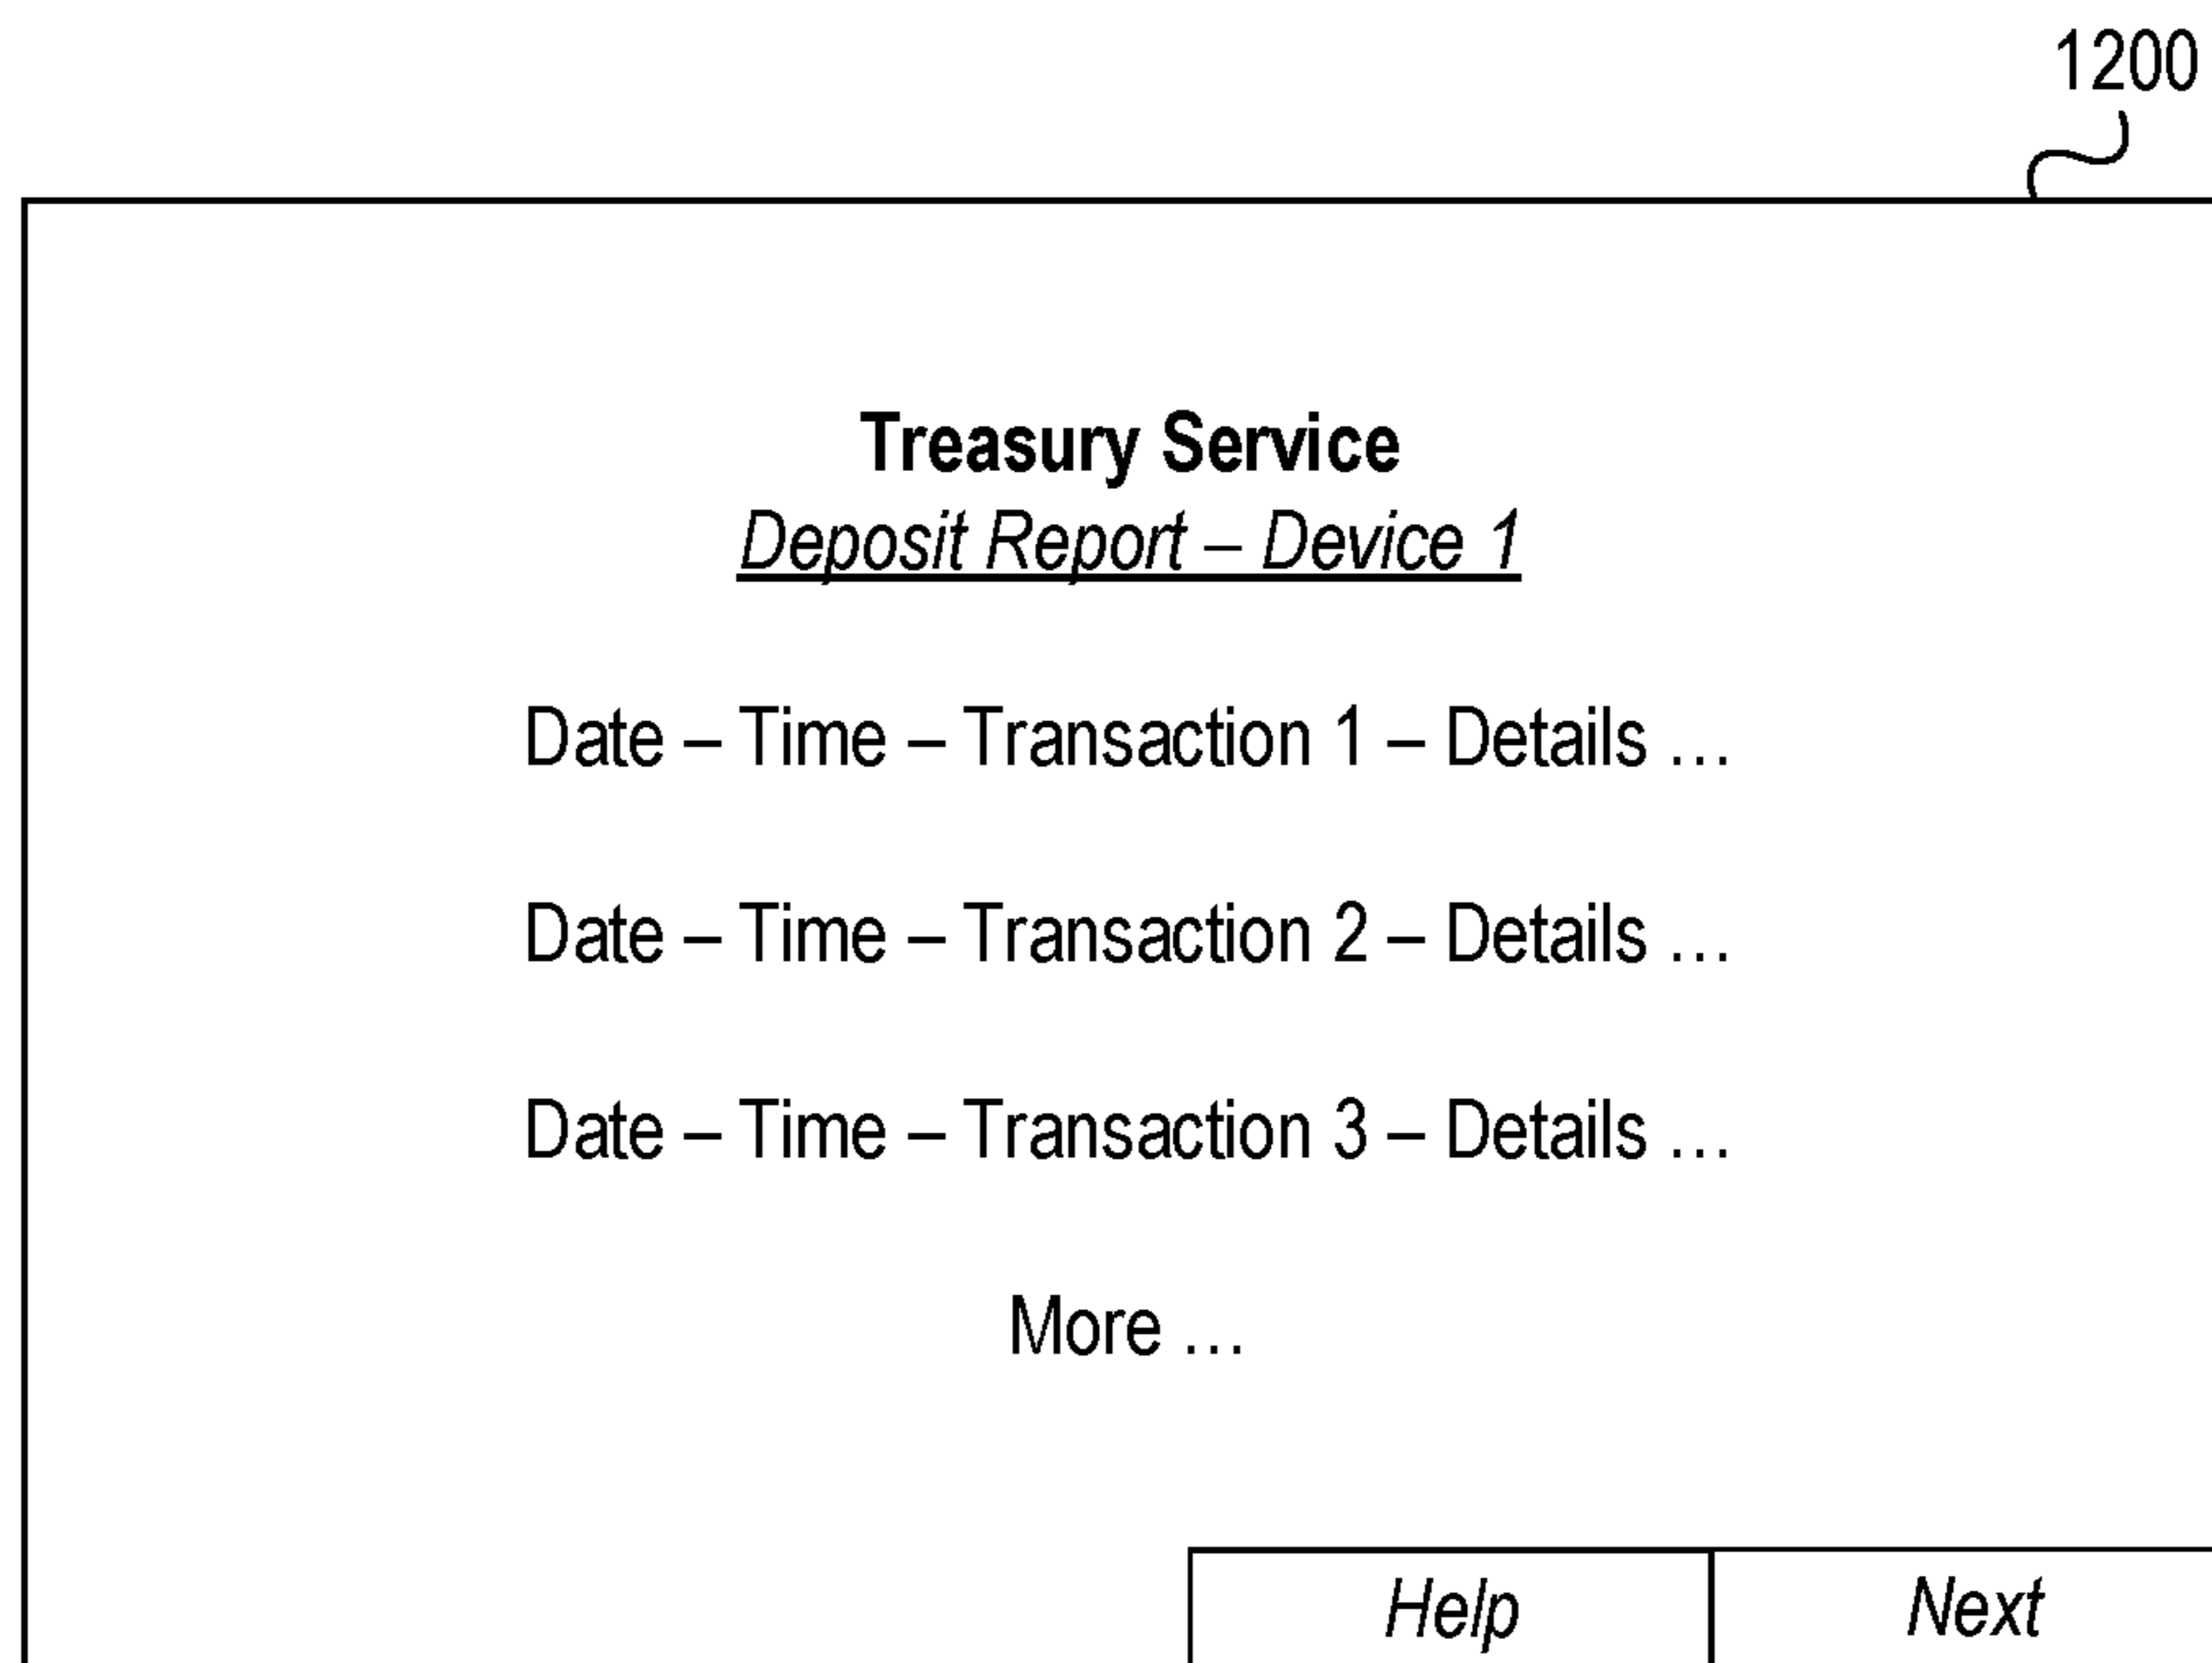 1200
Treasury Service
Deposit Report – Device 1
Date – Time – Transaction 1 – Details ...
Date – Time – Transaction 2 – Details ...
Date – Time – Transaction 3 – Details ...
More ...
Help Next